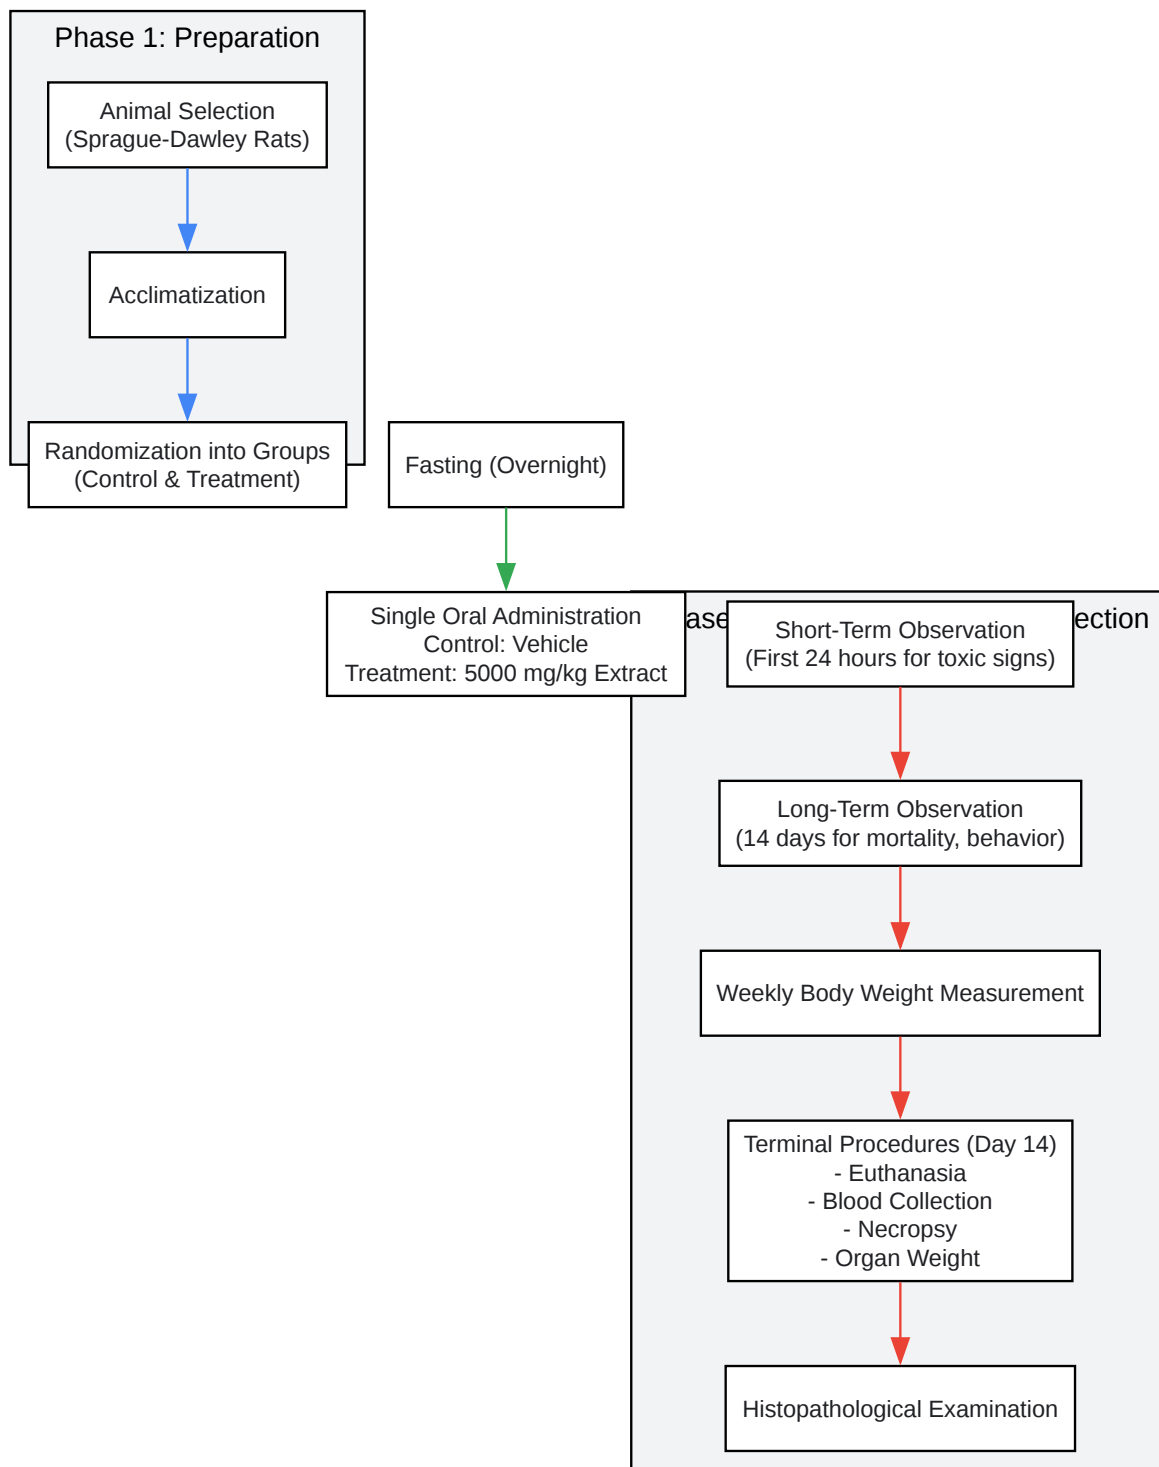 Phase 1: Preparation
Animal Selection
(Sprague-Dawley Rats)
Acclimatization
Randomization into Groups
(Control & Treatment)
Fasting (Overnight)
Single Oral Administration
Control: Vehicle
Treatment: 5000 mg/kg Extract
ase ection
Short-Term Observation
(First 24 hours for toxic signs)
Long-Term Observation
(14 days for mortality, behavior)
Weekly Body Weight Measurement
Terminal Procedures (Day 14)
- Euthanasia
- Blood Collection
- Necropsy
- Organ Weight
Histopathological Examination